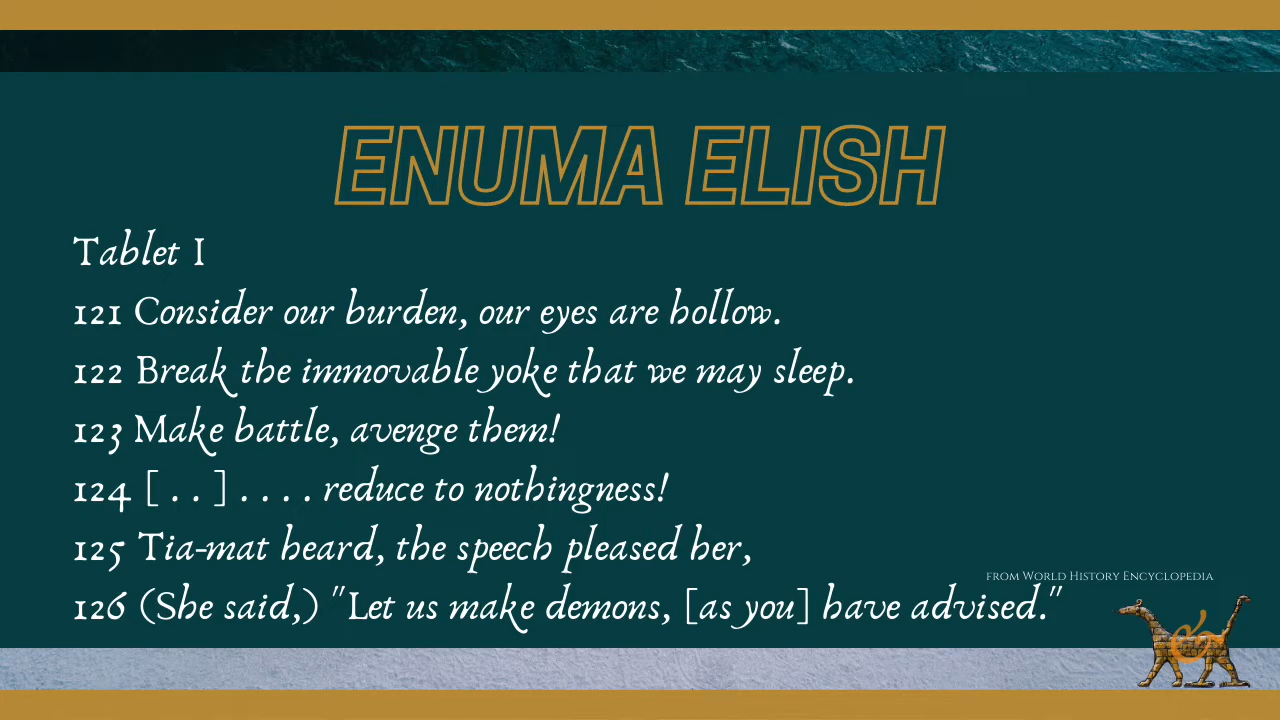 ENUMA ELISH
Tablet I
121 Consider our burden, our eyes are hollow.
122 Break the immovable yoke that we may sleep.
123 Make battle, avenge them!
124 [ . . ] . . . . reduce to nothingness!
125 Tia-mat heard, the speech pleased her,
126 (She said,) "Let us make demons, [as you] have advised."
FROM WORLD HISTORY ENCYCLOPEDIA